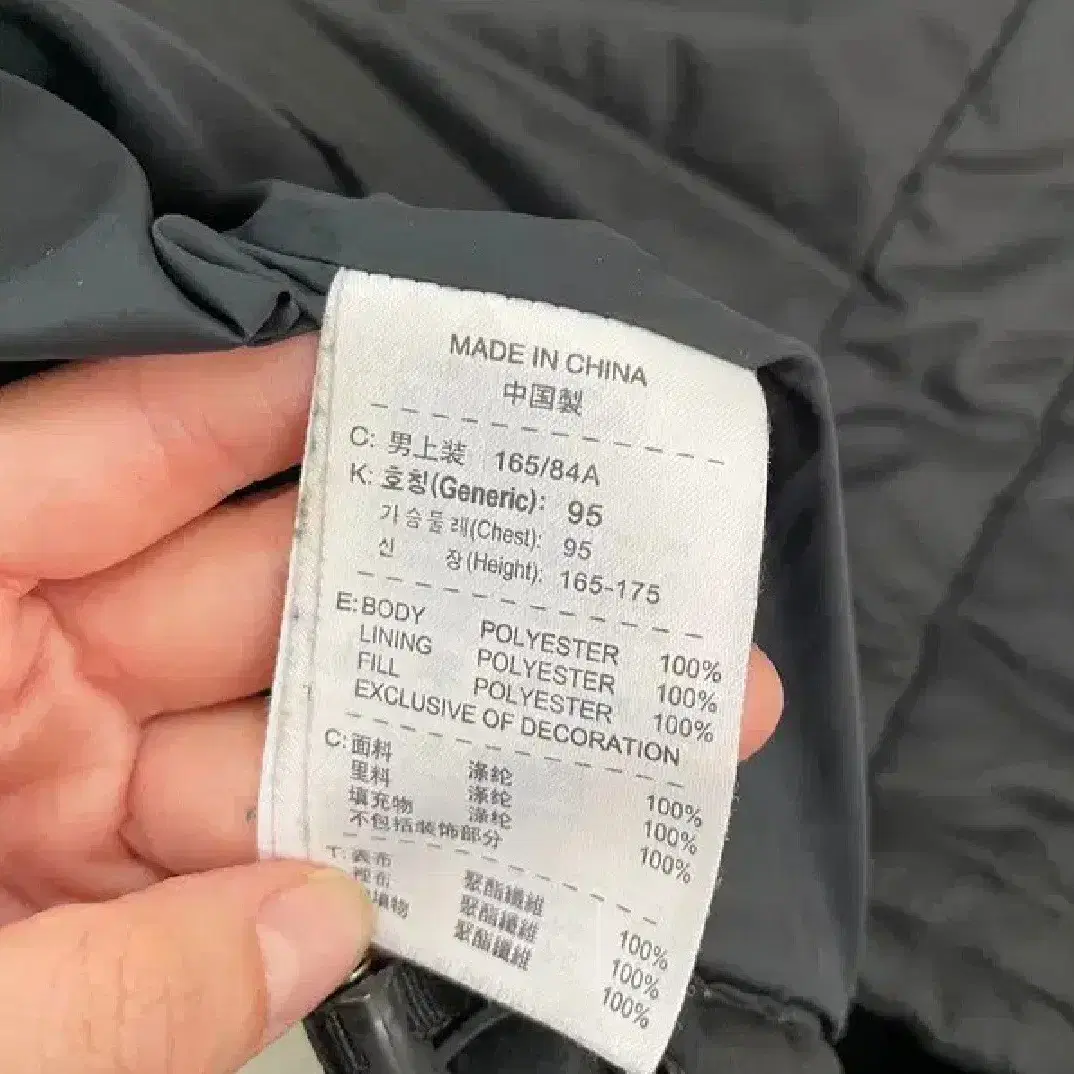 MADE IN CHINA
中国製
C: 男上装 165/84A
K: 호칭(Generic): 95
가슴둘레(Chest): 95
신 장(Height): 165-175
E: BODY POLYESTER 100%
LINING POLYESTER 100%
FILL POLYESTER 100%
EXCLUSIVE OF DECORATION
C: 面料 涤纶 100%
里料 涤纶 100%
填充物 涤纶 100%
不包括装饰部分
T: 表布 聚酯纖維 100%
裡布 聚酯纖維 100%
填物 聚酯纖維 100%